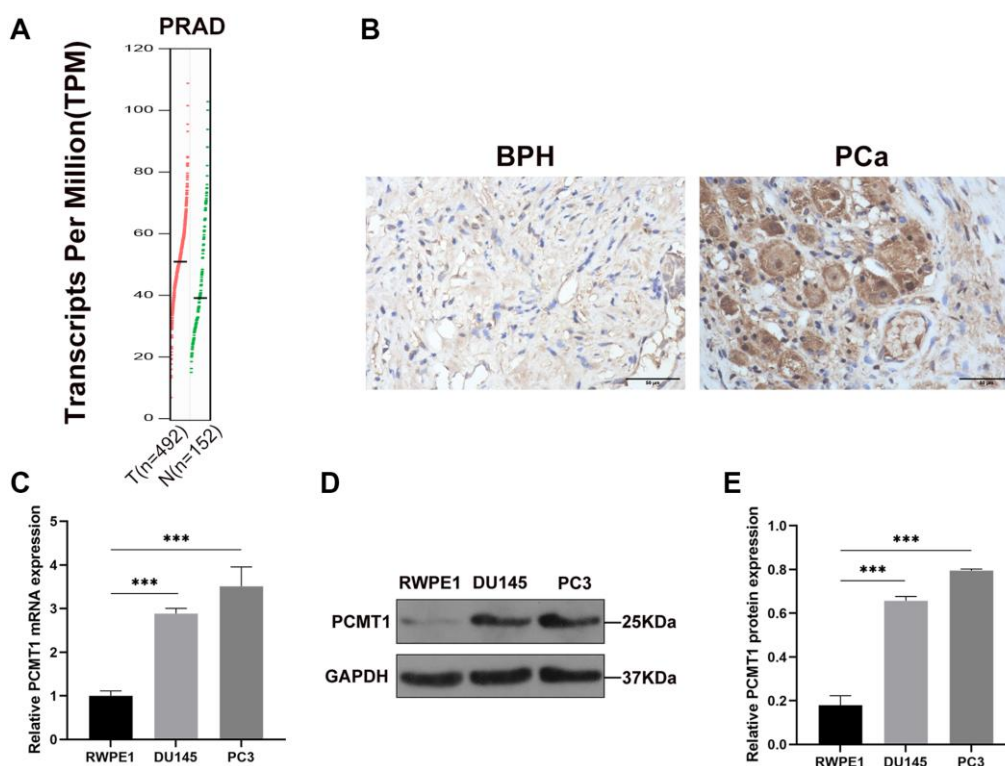 A
PRAD
Transcripts Per Million(TPM)
120
100
80
60
40
20
0
T(n=492)
N(n=152)
B
BPH
PCa
50 μm
C
Relative PCMT1 mRNA expression
5
4
3
2
1
0
***
***
RWPE1 DU145 PC3
D
RWPE1 DU145 PC3
PCMT1
25KDa
GAPDH
37KDa
E
Relative PCMT1 protein expression
1.0
0.8
0.6
0.4
0.2
0.0
***
***
RWPE1 DU145 PC3